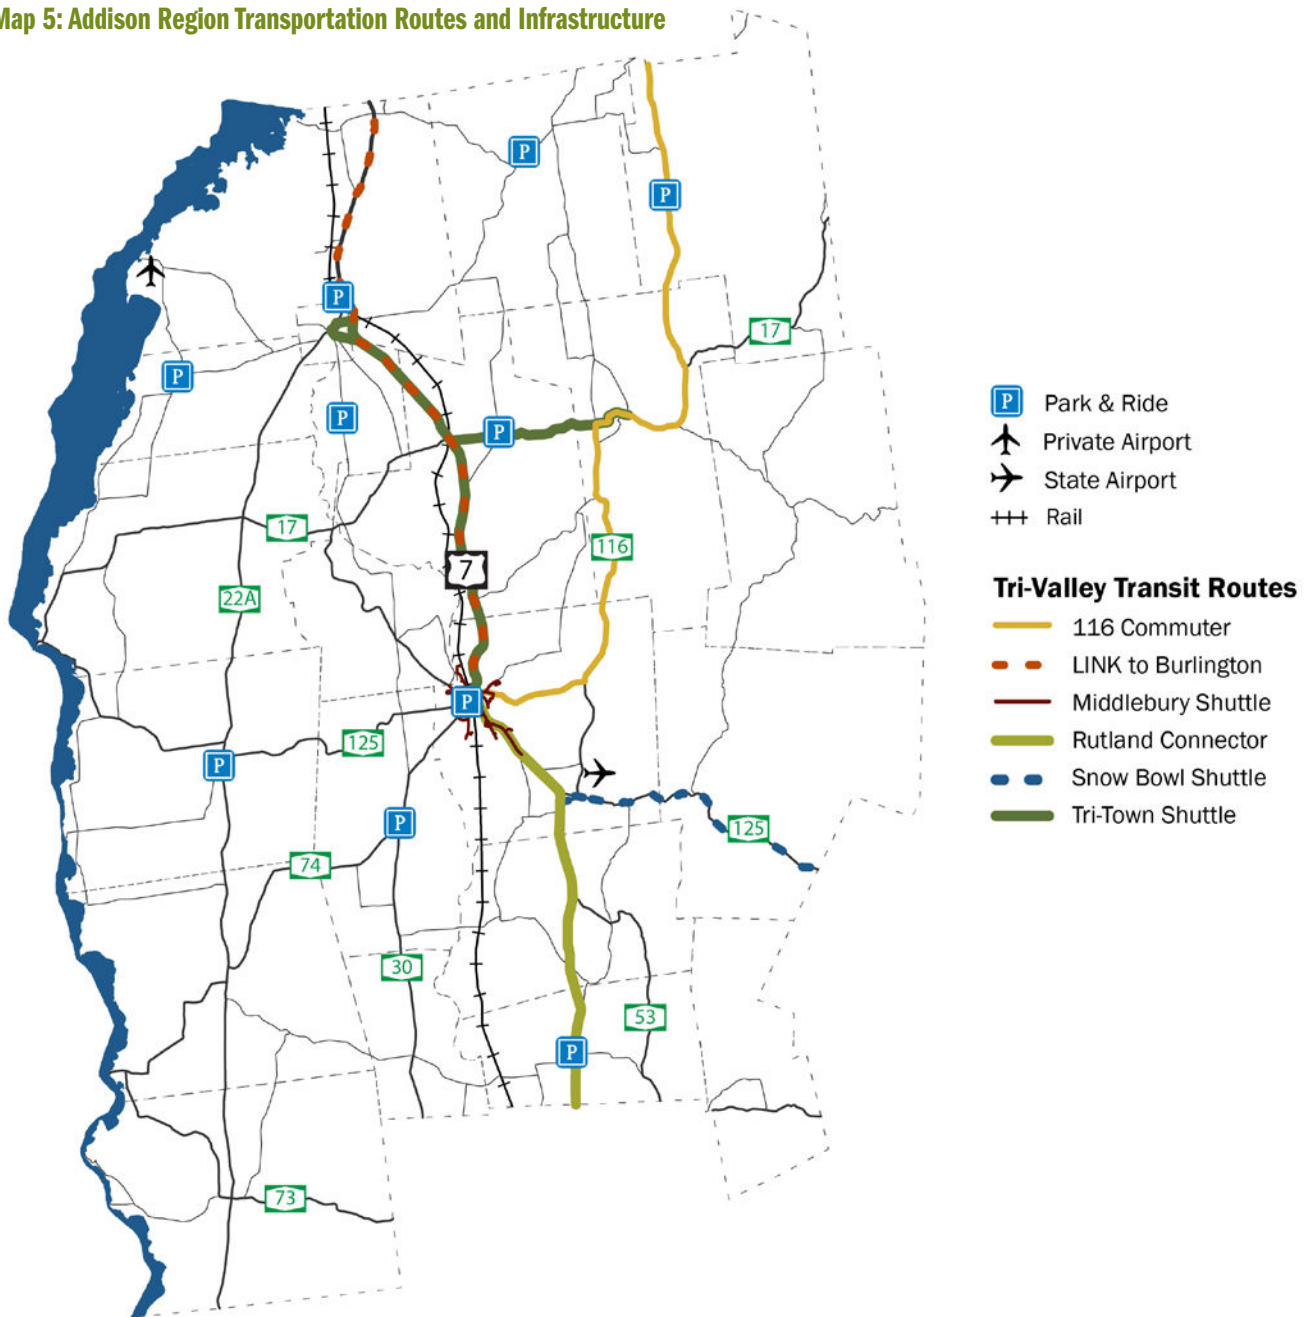 Map 5: Addison Region Transportation Routes and Infrastructure
P
P
P
17
P
P
P
P Park & Ride
Private Airport
State Airport
Rail
17
116
7
22A
Tri-Valley Transit Routes
116 Commuter
LINK to Burlington
Middlebury Shuttle
Rutland Connector
Snow Bowl Shuttle
Tri-Town Shuttle
P
125
P
P
125
74
30
53
P
73